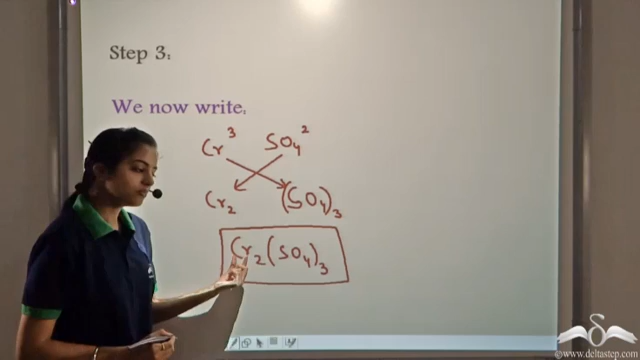 Step 3:
We now write:
Cr³ SO₄²
Cr₂ (SO₄)₃
Cr₂(SO₄)₃
©www.deltastep.com